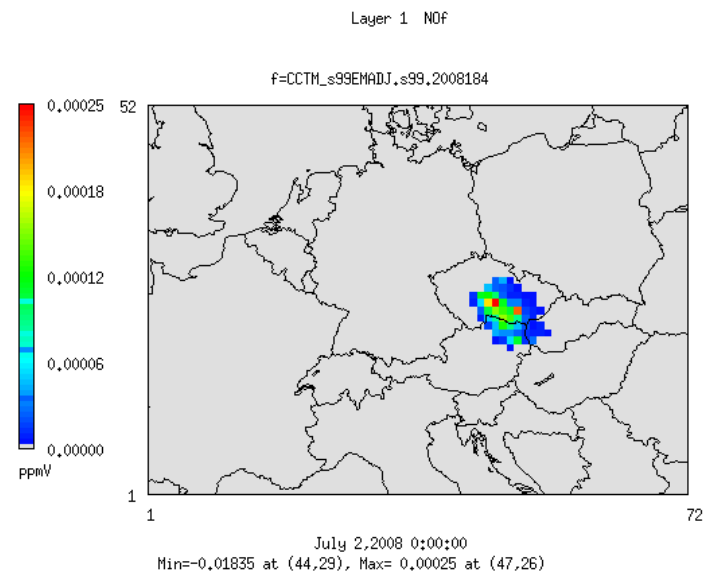 Layer 1 NOf
f=CCTM_s99EMADJ.s99.2008184
0.00025
0.00018
0.00012
0.00006
0.00000
ppmV
52
1
1
72
July 2,2008 0:00:00
Min=-0.01835 at (44,29), Max= 0.00025 at (47,26)